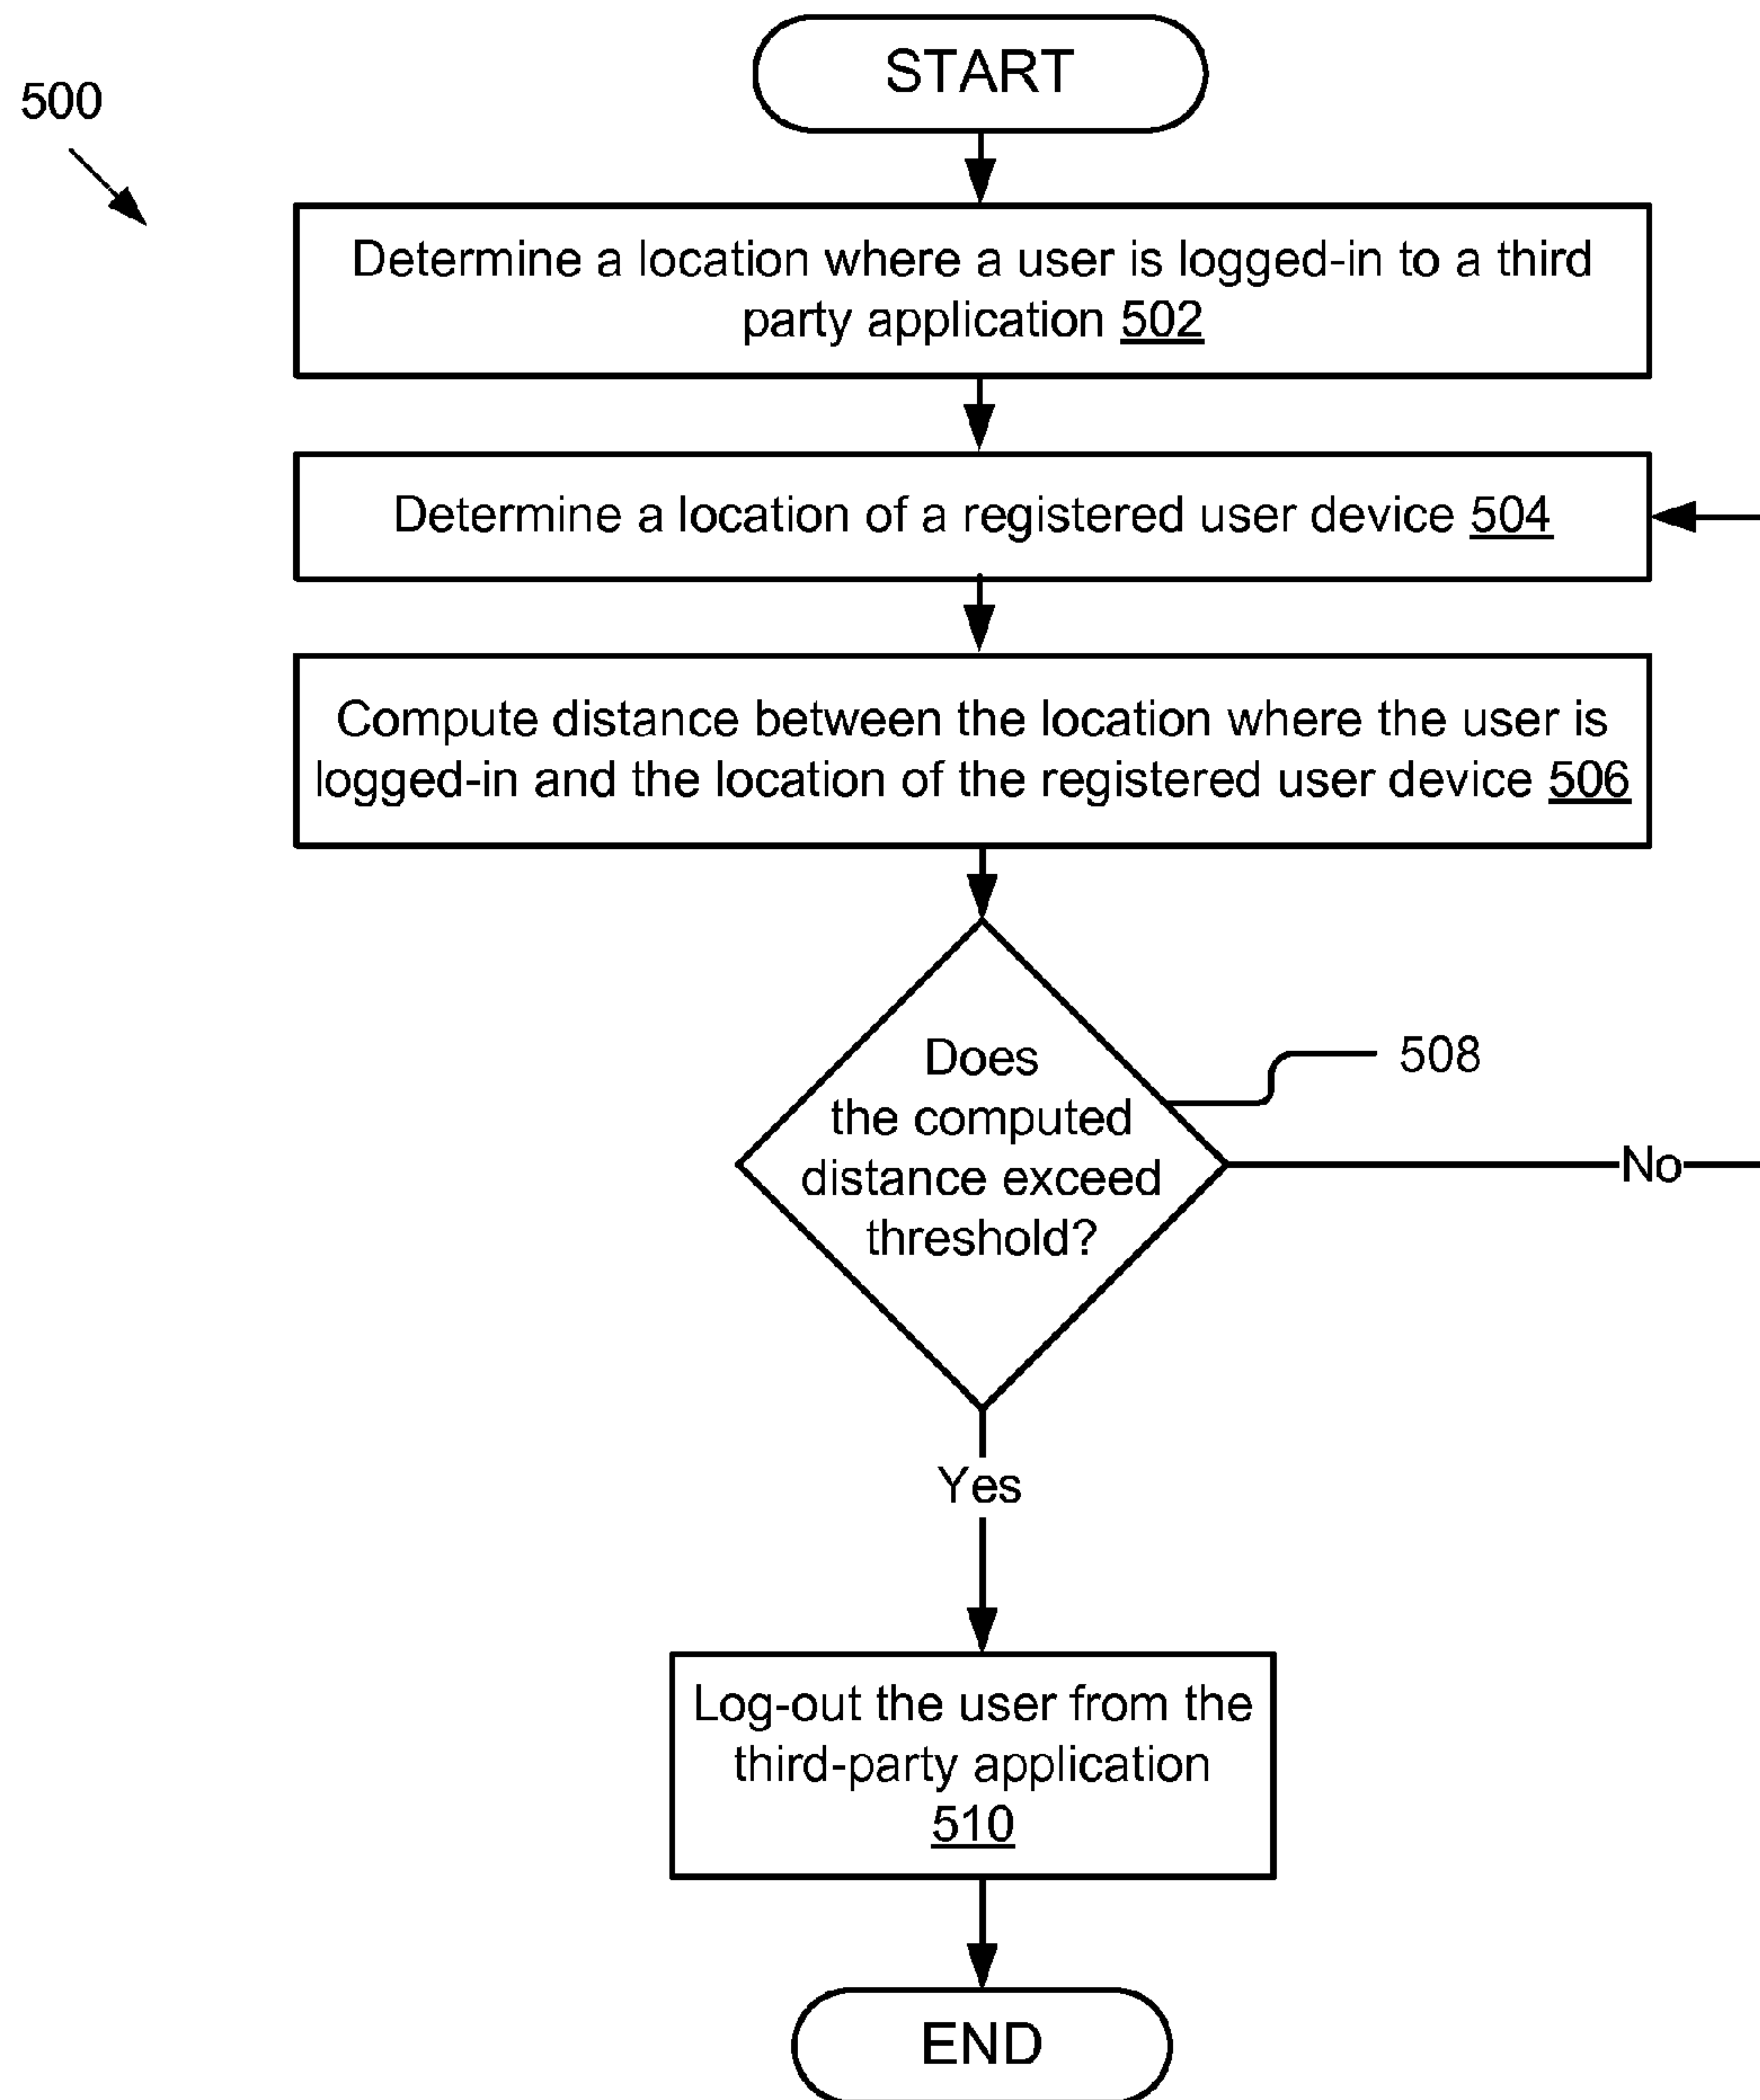 START
500
Determine a location where a user is logged-in to a third
party application 502
Determine a location of a registered user device 504
Compute distance between the location where the user is
logged-in and the location of the registered user device 506
Does
the computed
distance exceed
threshold?
508
No
Yes
Log-out the user from the
third-party application
510
END